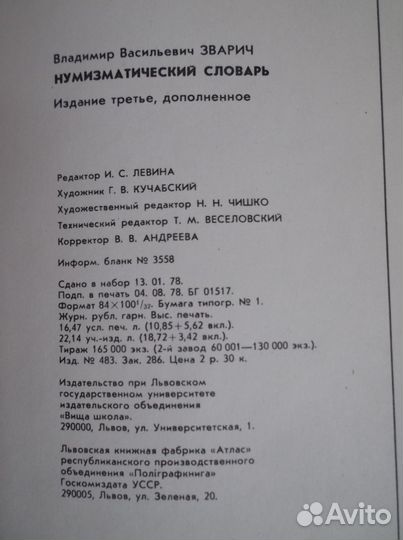 Владимир Васильевич ЗВАРИЧ
НУМИЗМАТИЧЕСКИЙ СЛОВАРЬ
Издание третье, дополненное
Редактор И. С. ЛЕВИНА
Художник Г. В. КУЧАБСКИЙ
Художественный редактор Н. Н. ЧИШКО
Технический редактор Т. М. ВЕСЕЛОВСКИЙ
Корректор В. В. АНДРЕЕВА
Информ. бланк № 3558
Сдано в набор 13. 01. 78.
Подп. в печать 04. 08. 78. БГ 01517.
Формат 84×100¹/₃₂. Бумага типогр. № 1.
Журн. рубл. гарн. Выс. печать.
16,47 усл. печ. л. (10,85+5,62 вкл.).
22,14 уч.-изд. л. (18,72+3,42 вкл.).
Тираж 165 000 экз. (2-й завод 60 001—130 000 экз.).
Изд. № 483. Зак. 286. Цена 2 р. 30 к.
Издательство при Львовском
государственном университете
издательского объединения
«Вища школа».
290000, Львов, ул. Университетская, 1.
Львовская книжная фабрика «Атлас»
республиканского производственного
объединения «Поліграфкнига»
Госкомиздата УССР.
290005, Львов, ул. Зеленая, 20.
Avito